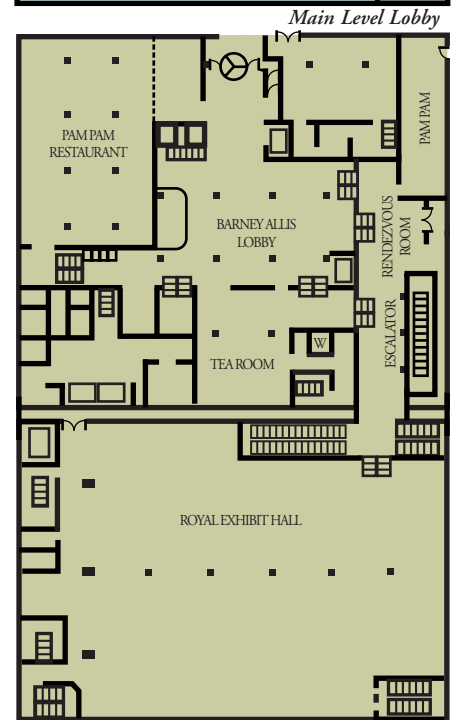 Main Level Lobby
PAM PAM
RESTAURANT
PAM PAM
BARNEY ALLIS
LOBBY
RENDEZVOUS
ROOM
ESCALATOR
W
TEA ROOM
ROYAL EXHIBIT HALL